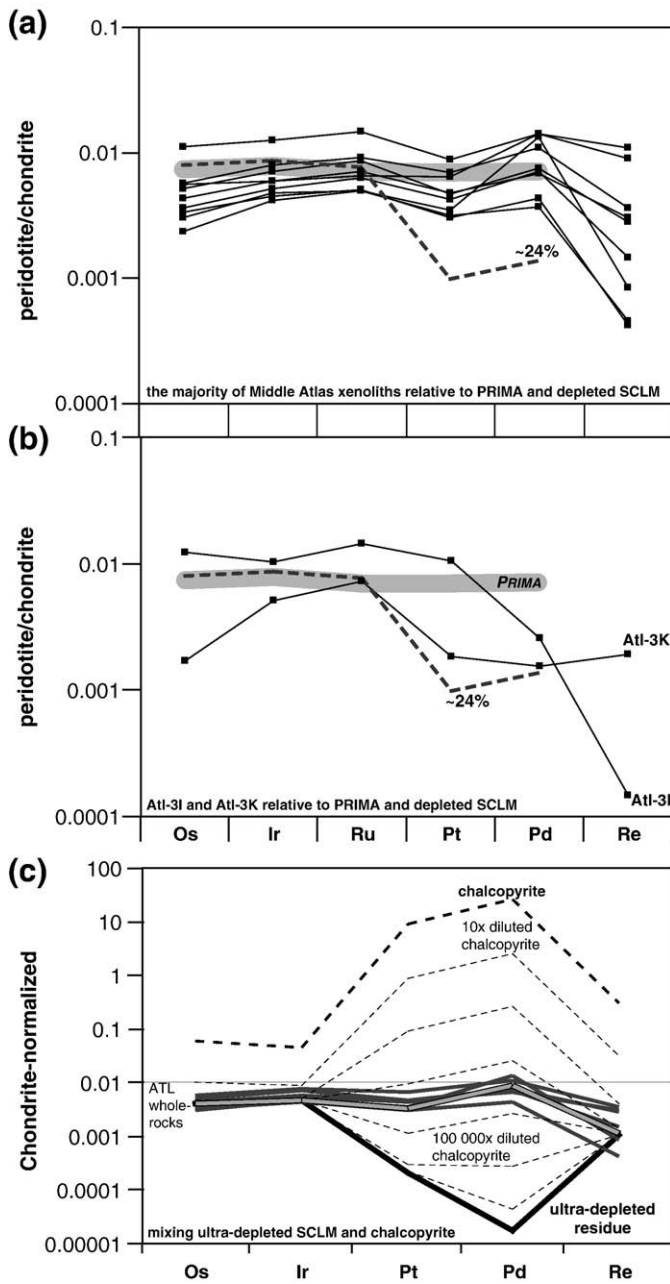 (a)
0.1
0.01
0.001
0.0001
peridotite/chondrite
~24%
the majority of Middle Atlas xenoliths relative to PRIMA and depleted SCLM
(b)
0.1
0.01
0.001
0.0001
peridotite/chondrite
PRIMA
Atl-3K
~24%
Atl-3I
Atl-3I and Atl-3K relative to PRIMA and depleted SCLM
Os Ir Ru Pt Pd Re
(c)
100
10
1
0.1
0.01
0.001
0.0001
0.00001
Chondrite-normalized
chalcopyrite
10x diluted
chalcopyrite
ATL
whole-
rocks
100 000x diluted
chalcopyrite
ultra-depleted
residue
mixing ultra-depleted SCLM and chalcopyrite
Os Ir Pt Pd Re